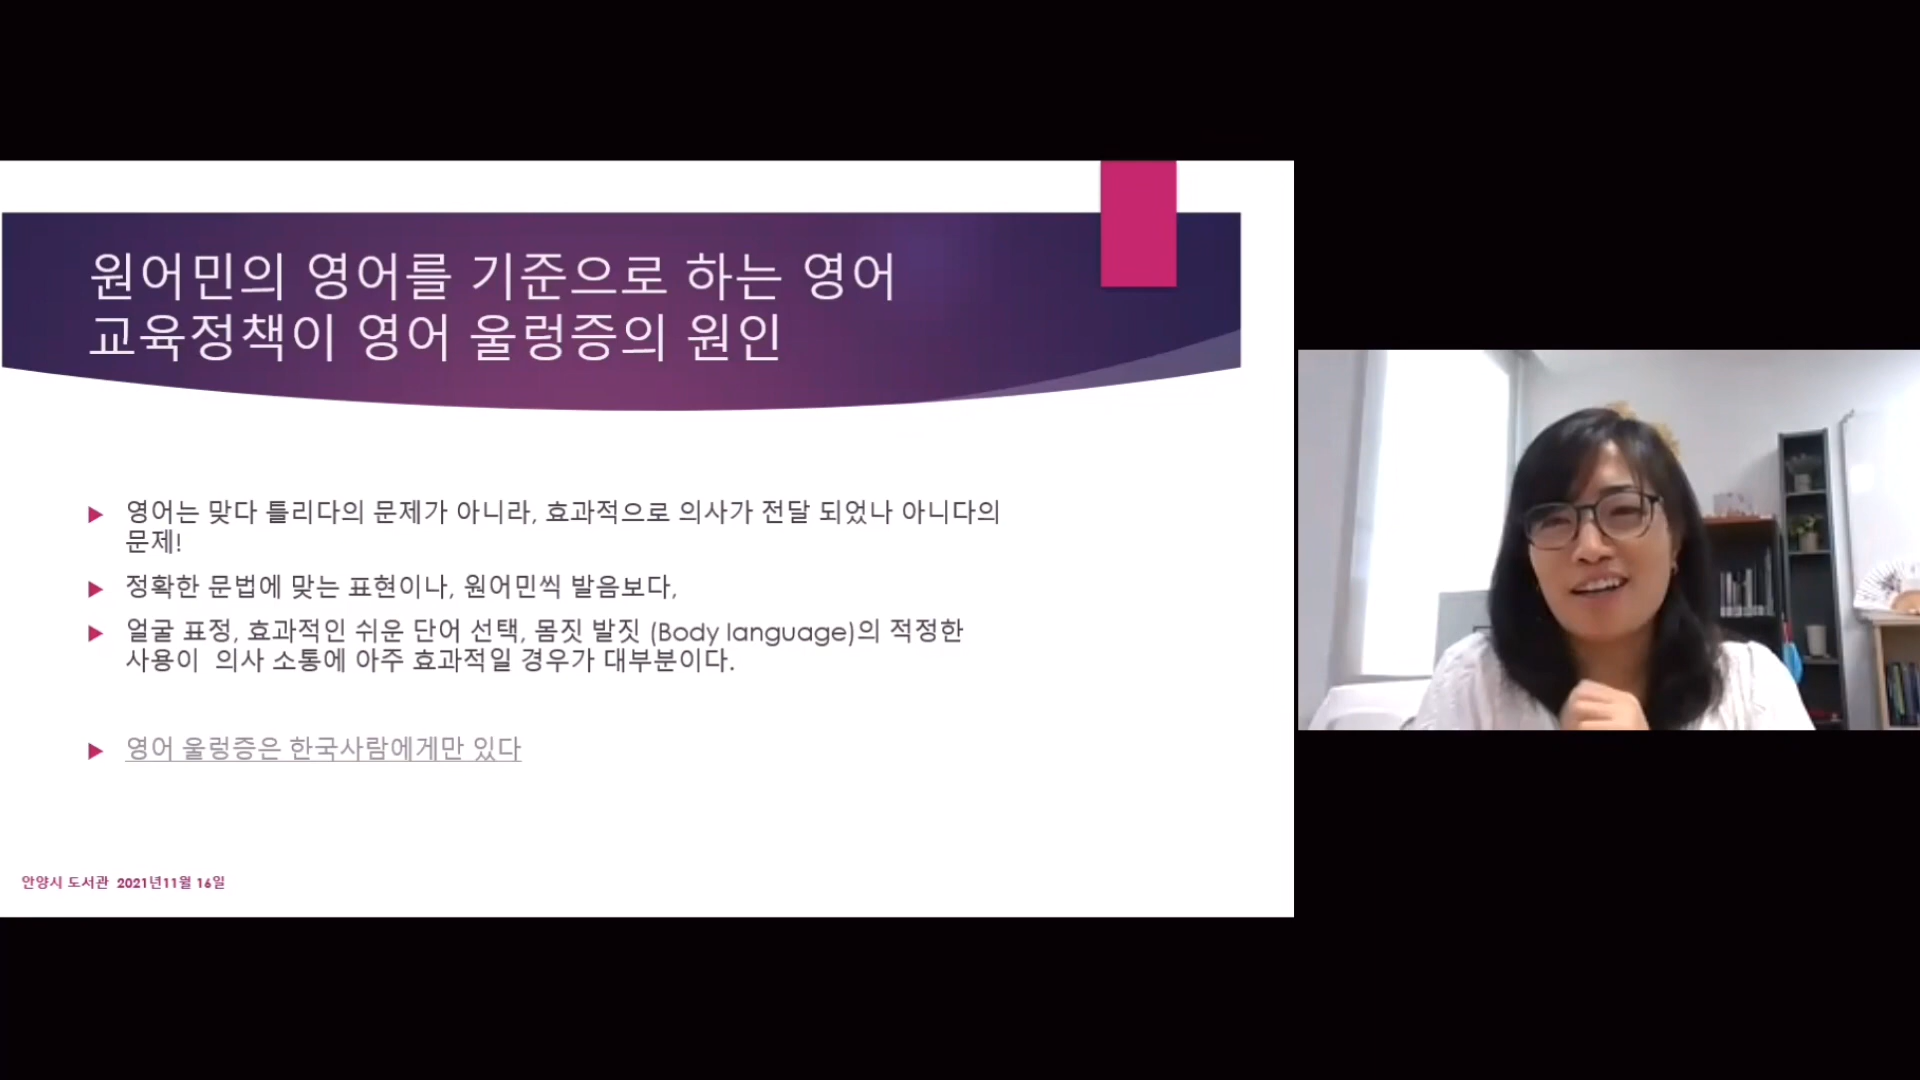 원어민의 영어를 기준으로 하는 영어
교육정책이 영어 울렁증의 원인
영어는 맞다 틀리다의 문제가 아니라, 효과적으로 의사가 전달 되었나 아니다의
문제!
정확한 문법에 맞는 표현이나, 원어민씩 발음보다,
얼굴 표정, 효과적인 쉬운 단어 선택, 몸짓 발짓 (Body language)의 적정한
사용이 의사 소통에 아주 효과적일 경우가 대부분이다.
영어 울렁증은 한국사람에게만 있다
안양시 도서관 2021년11월 16일